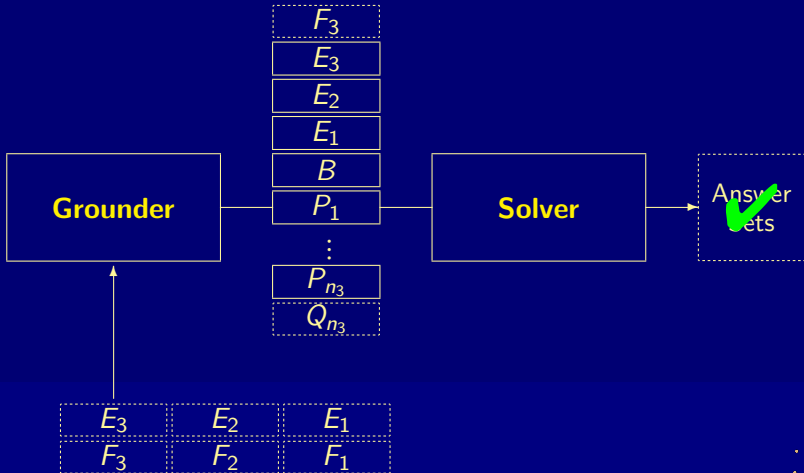 F₃
E₃
E₂
E₁
B
Grounder
P₁
Solver
Answer
Sets
⋮
Pₙ₃
Qₙ₃
E₃ E₂ E₁
F₃ F₂ F₁